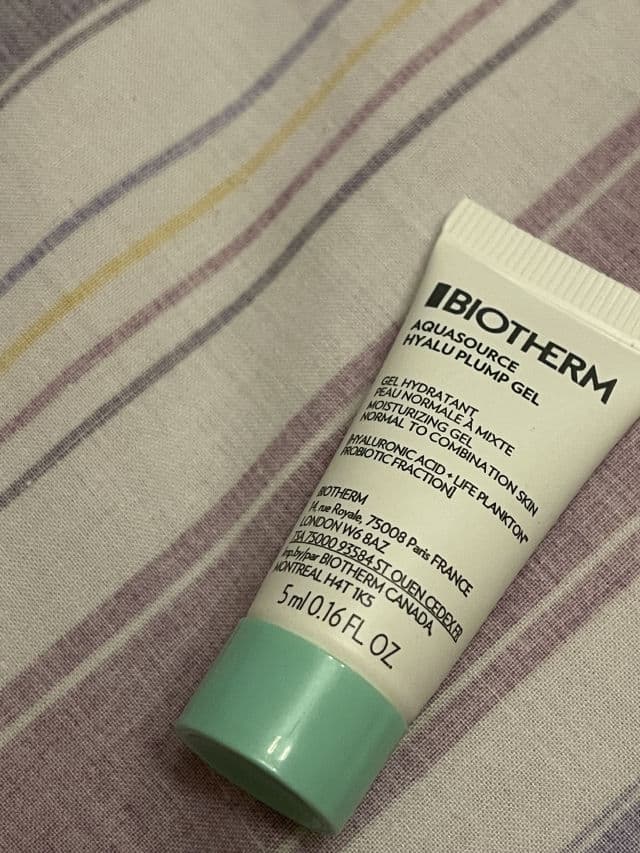 BIOTHERM
AQUASOURCE
HYALU PLUMP GEL
GEL HYDRATANT
PEAU NORMALE À MIXTE
MOISTURIZING GEL
NORMAL TO COMBINATION SKIN
[HYALURONIC ACID + LIFE PLANKTON™
PROBIOTIC FRACTION]
BIOTHERM
14, rue Royale, 75008 Paris FRANCE
LONDON W6 8AZ
TSA 75000 93584 ST OUEN CEDEX FR
Imp.by/par BIOTHERM CANADA,
MONTREAL H4T 1K5
5 ml 0.16 FL OZ